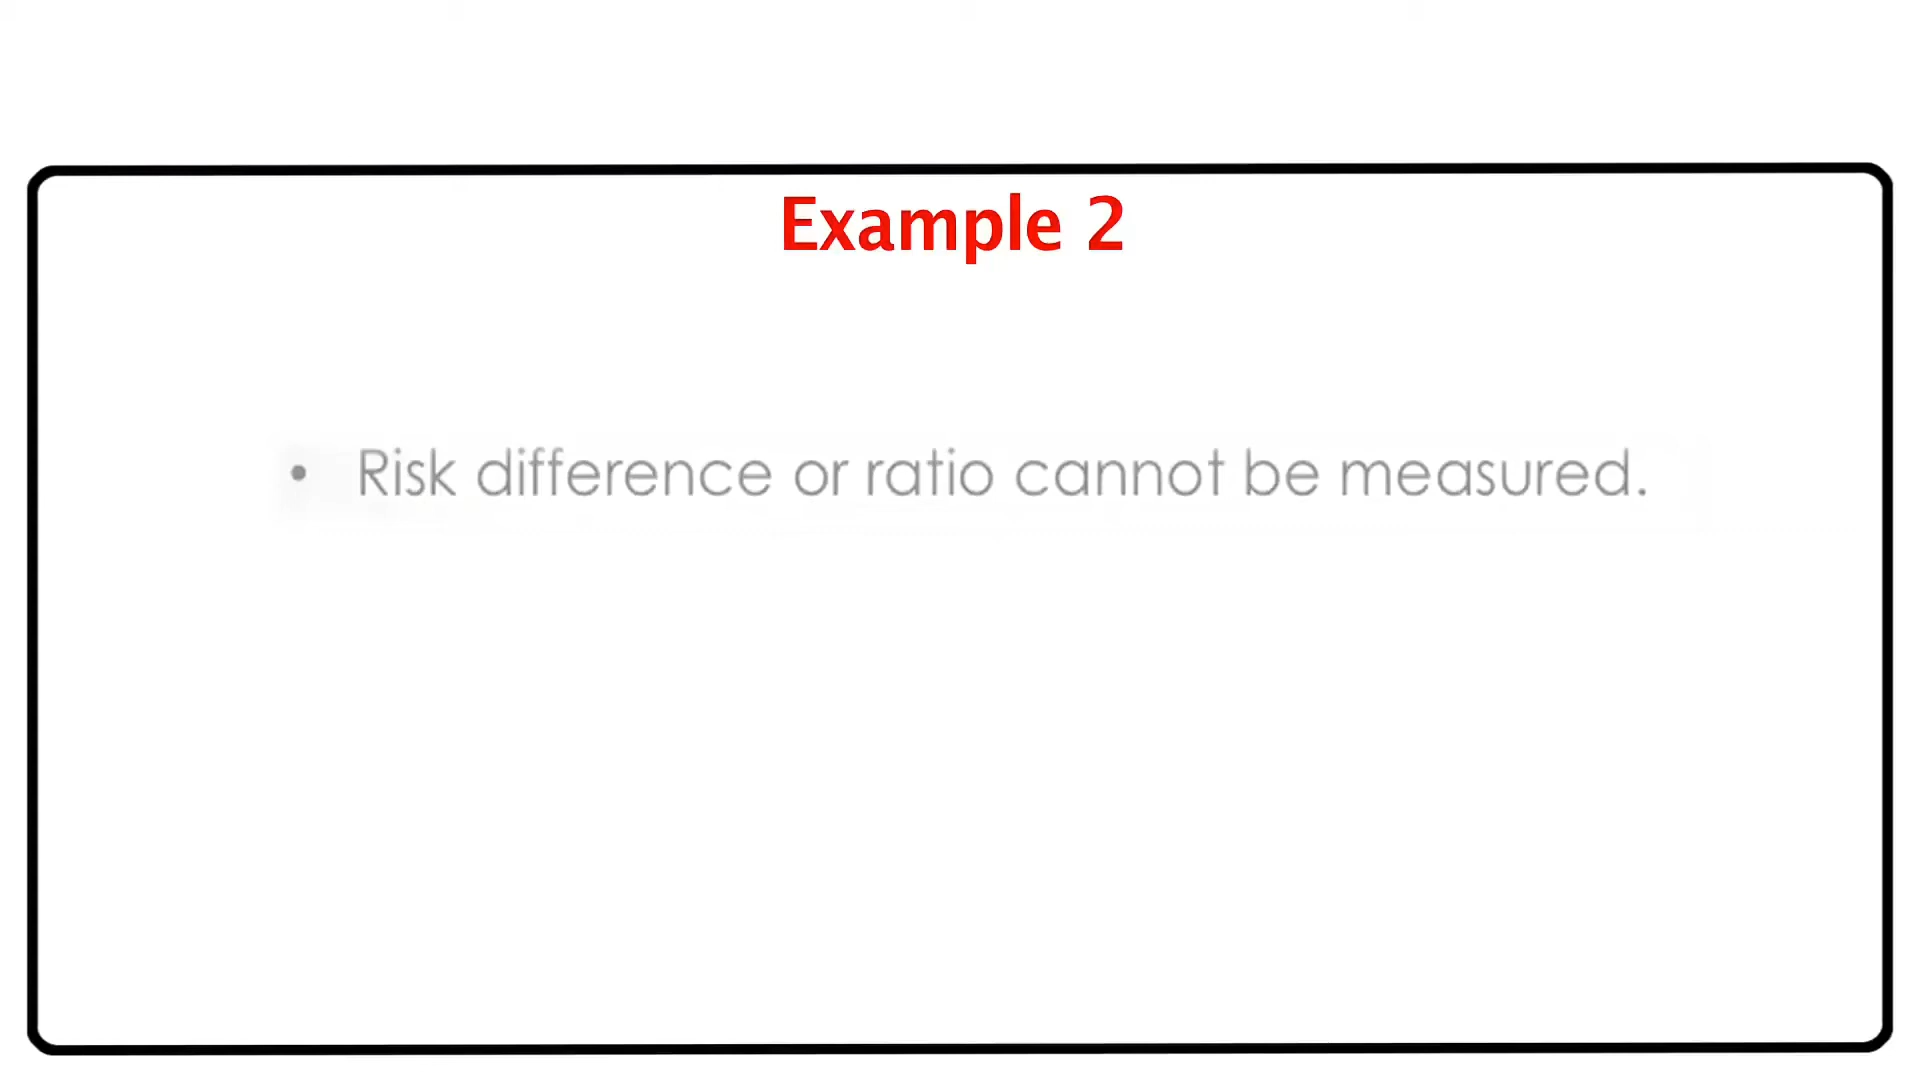 Example 2
• Risk difference or ratio cannot be measured.